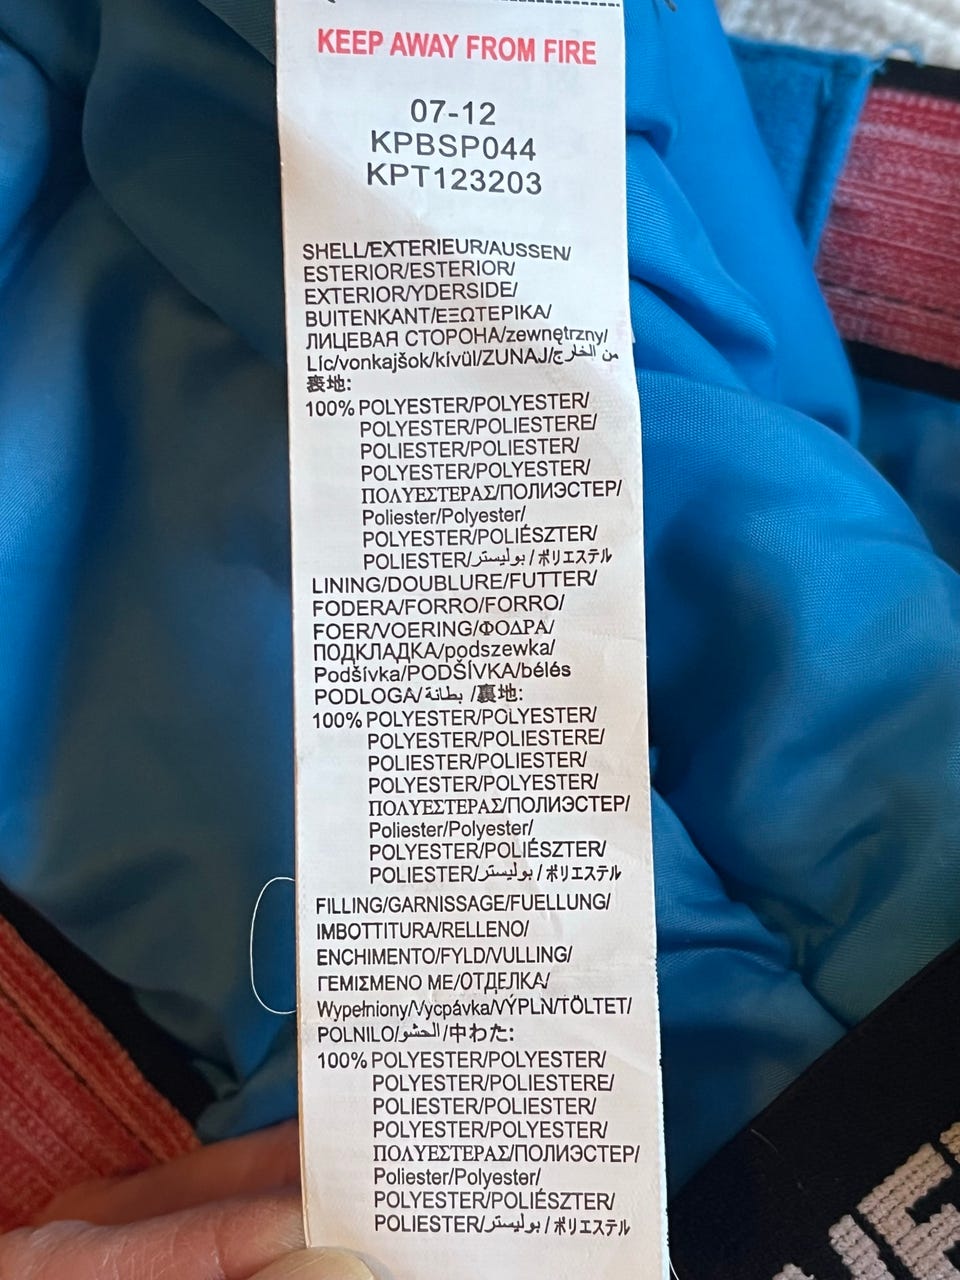 KEEP AWAY FROM FIRE
07-12
KPBSP044
KPT123203
SHELL/EXTERIEUR/AUSSEN/
ESTERIOR/ESTERIOR/
EXTERIOR/YDERSIDE/
BUITENKANT/ΕΞΩΤΕΡΙΚΑ/
ЛИЦЕВАЯ СТОРОНА/zewnętrzny/
Líc/vonkajšok/kívül/ZUNAJ/من الخارج
表地:
100% POLYESTER/POLYESTER/
POLYESTER/POLIESTERE/
POLIESTER/POLIESTER/
POLYESTER/POLYESTER/
ΠΟΛΥΕΣΤΕΡΑΣ/ПОЛИЭСТЕР/
Poliester/Polyester/
POLYESTER/POLIÉSZTER/
POLIESTER/بوليستر/ポリエステル
LINING/DOUBLURE/FUTTER/
FODERA/FORRO/FORRO/
FOER/VOERING/ΦΟΔΡΑ/
ПОДКЛАДКА/podszewka/
Podšívka/PODŠÍVKA/bélés
PODLOGA/بطانة/裏地:
100% POLYESTER/POLYESTER/
POLYESTER/POLIESTERE/
POLIESTER/POLIESTER/
POLYESTER/POLYESTER/
ΠΟΛΥΕΣΤΕΡΑΣ/ПОЛИЭСТЕР/
Poliester/Polyester/
POLYESTER/POLIÉSZTER/
POLIESTER/بوليستر/ポリエステル
FILLING/GARNISSAGE/FUELLUNG/
IMBOTTITURA/RELLENO/
ENCHIMENTO/FYLD/VULLING/
ΓΕΜΙΣΜΕΝΟ ΜΕ/ОТДЕЛКА/
Wypełniony/Vycpávka/VÝPLN/TÖLTET/
POLNILO/الحشو/中わた:
100% POLYESTER/POLYESTER/
POLYESTER/POLIESTERE/
POLIESTER/POLIESTER/
POLYESTER/POLYESTER/
ΠΟΛΥΕΣΤΕΡΑΣ/ПОЛИЭСТЕР/
Poliester/Polyester/
POLYESTER/POLIÉSZTER/
POLIESTER/بوليستر/ポリエステル